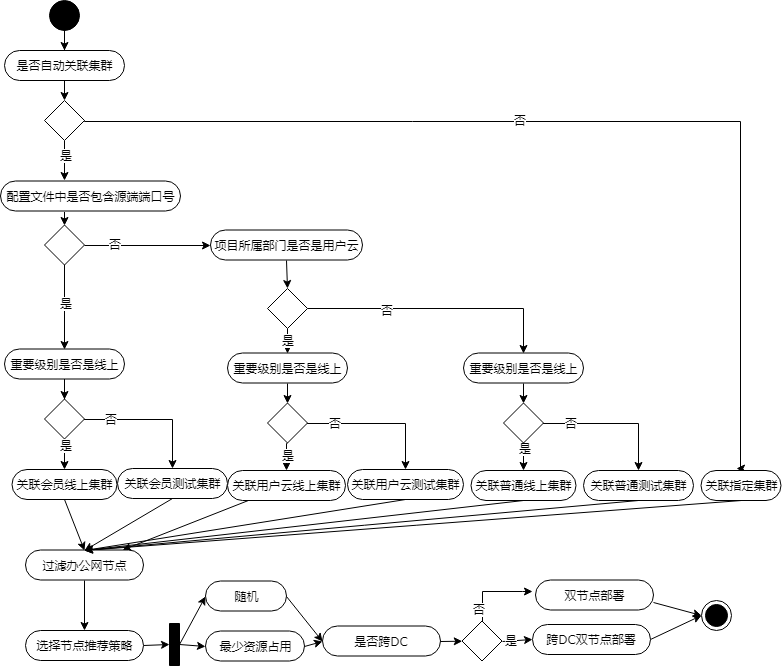 是否自动关联集群
否
是
配置文件中是否包含源端端口号
否
项目所属部门是否是用户云
是
否
是
重要级别是否是线上
重要级别是否是线上
重要级别是否是线上
否
否
否
是
是
是
关联会员线上集群
关联会员测试集群
关联用户云线上集群
关联用户云测试集群
关联普通线上集群
关联普通测试集群
关联指定集群
过滤办公网节点
随机
双节点部署
否
选择节点推荐策略
最少资源占用
是否跨DC
是
跨DC双节点部署